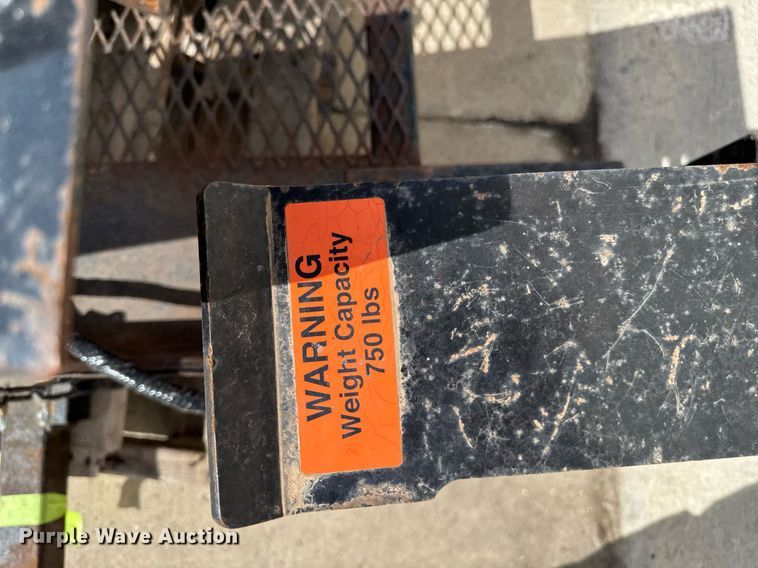 WARNING
Weight Capacity
750 lbs
Purple Wave Auction